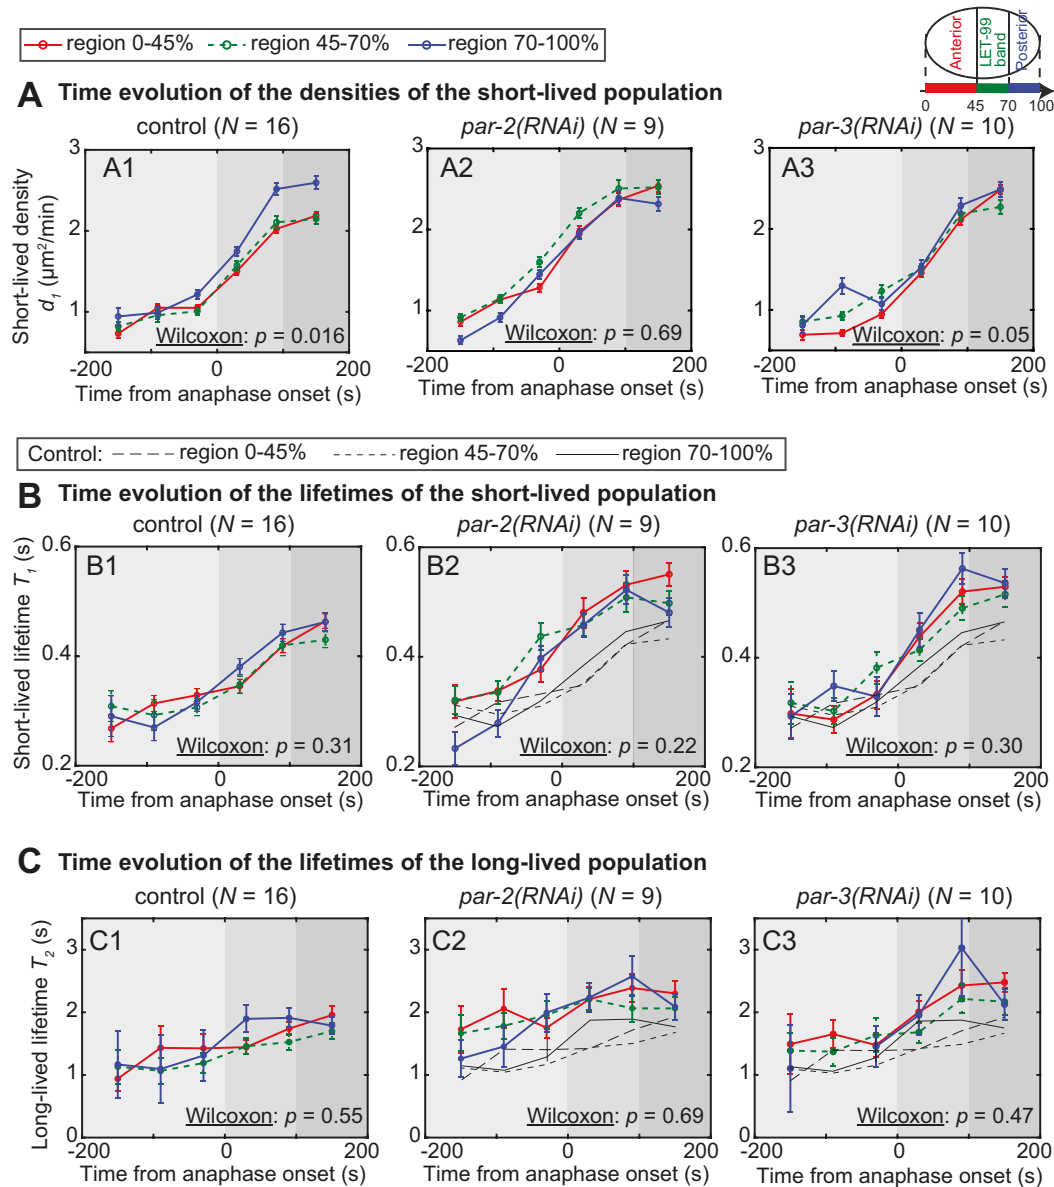 region 0-45% region 45-70% region 70-100%
Anterior
LET-99
band
Posterior
0 45 70 100
A Time evolution of the densities of the short-lived population
control (N = 16)
par-2(RNAi) (N = 9)
par-3(RNAi) (N = 10)
Short-lived density
d1 (µm²/min)
3
2
1
A1
Wilcoxon: p = 0.016
-200 0 200
Time from anaphase onset (s)
3
2
1
A2
Wilcoxon: p = 0.69
-200 0 200
Time from anaphase onset (s)
3
2
1
A3
Wilcoxon: p = 0.05
-200 0 200
Time from anaphase onset (s)
Control: region 0-45% region 45-70% region 70-100%
B Time evolution of the lifetimes of the short-lived population
control (N = 16)
par-2(RNAi) (N = 9)
par-3(RNAi) (N = 10)
Short-lived lifetime T1 (s)
0.6
0.4
0.2
B1
Wilcoxon: p = 0.31
-200 0 200
Time from anaphase onset (s)
0.6
0.4
0.2
B2
Wilcoxon: p = 0.22
-200 0 200
Time from anaphase onset (s)
0.6
0.4
0.2
B3
Wilcoxon: p = 0.30
-200 0 200
Time from anaphase onset (s)
C Time evolution of the lifetimes of the long-lived population
control (N = 16)
par-2(RNAi) (N = 9)
par-3(RNAi) (N = 10)
Long-lived lifetime T2 (s)
3
2
1
0
C1
Wilcoxon: p = 0.55
-200 0 200
Time from anaphase onset (s)
3
2
1
0
C2
Wilcoxon: p = 0.69
-200 0 200
Time from anaphase onset (s)
3
2
1
0
C3
Wilcoxon: p = 0.47
-200 0 200
Time from anaphase onset (s)